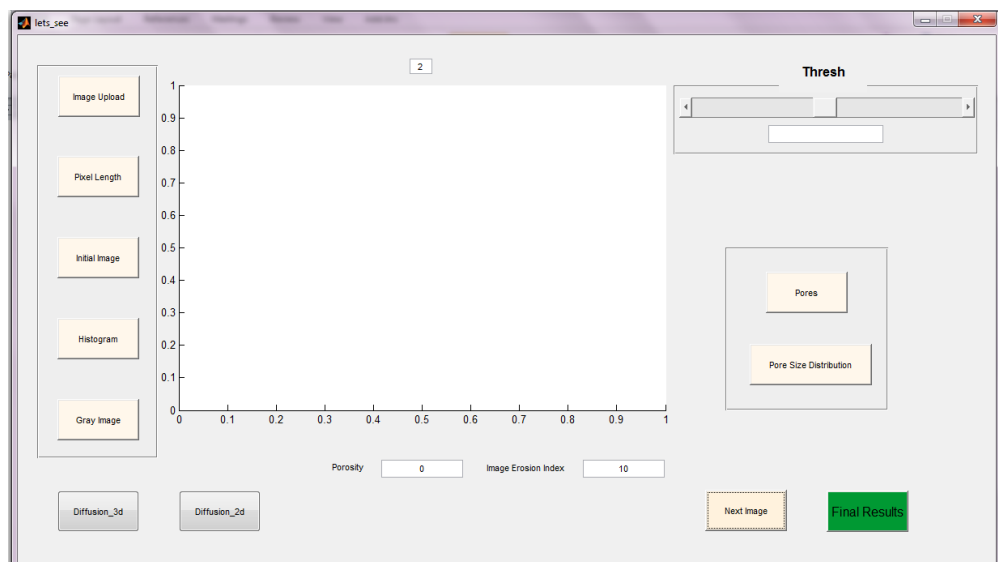 lets_see
2
Thresh
Image Upload
Pixel Length
Initial Image
Histogram
Gray Image
1
0.9
0.8
0.7
0.6
0.5
0.4
0.3
0.2
0.1
0
0 0.1 0.2 0.3 0.4 0.5 0.6 0.7 0.8 0.9 1
Pores
Pore Size Distribution
Porosity 0 Image Erosion Index 10
Diffusion_3d Diffusion_2d Next Image Final Results